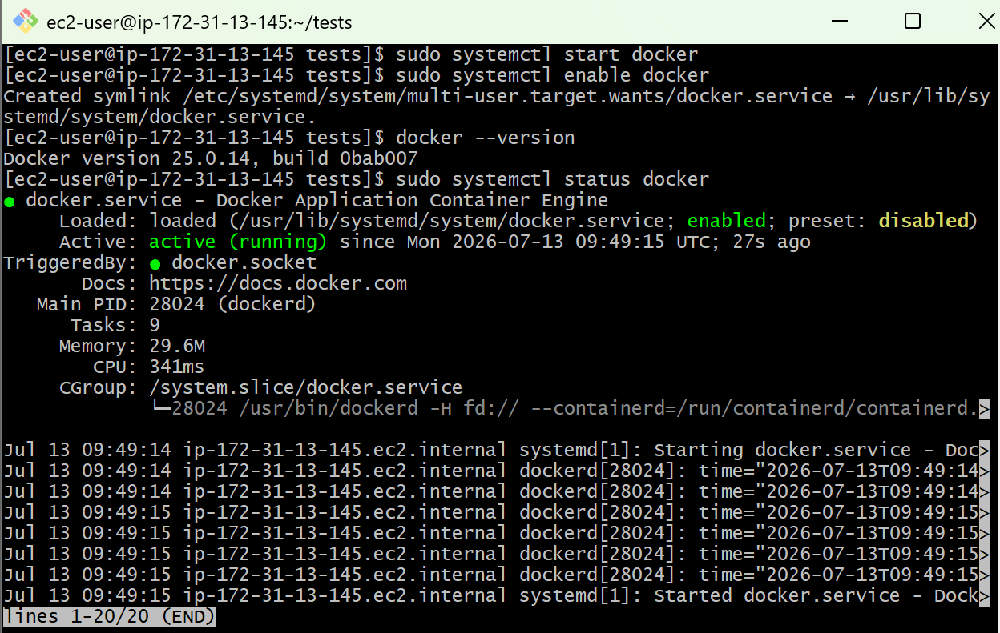 ec2-user@ip-172-31-13-145:~/tests
[ec2-user@ip-172-31-13-145 tests]$ sudo systemctl start docker
[ec2-user@ip-172-31-13-145 tests]$ sudo systemctl enable docker
Created symlink /etc/systemd/system/multi-user.target.wants/docker.service → /usr/lib/sy
stemd/system/docker.service.
[ec2-user@ip-172-31-13-145 tests]$ docker --version
Docker version 25.0.14, build 0bab007
[ec2-user@ip-172-31-13-145 tests]$ sudo systemctl status docker
● docker.service - Docker Application Container Engine
     Loaded: loaded (/usr/lib/systemd/system/docker.service; enabled; preset: disabled)
     Active: active (running) since Mon 2026-07-13 09:49:15 UTC; 27s ago
TriggeredBy: ● docker.socket
       Docs: https://docs.docker.com
   Main PID: 28024 (dockerd)
      Tasks: 9
     Memory: 29.6M
        CPU: 341ms
     CGroup: /system.slice/docker.service
             └─28024 /usr/bin/dockerd -H fd:// --containerd=/run/containerd/containerd.>
Jul 13 09:49:14 ip-172-31-13-145.ec2.internal systemd[1]: Starting docker.service - Doc>
Jul 13 09:49:14 ip-172-31-13-145.ec2.internal dockerd[28024]: time="2026-07-13T09:49:14>
Jul 13 09:49:14 ip-172-31-13-145.ec2.internal dockerd[28024]: time="2026-07-13T09:49:14>
Jul 13 09:49:15 ip-172-31-13-145.ec2.internal dockerd[28024]: time="2026-07-13T09:49:15>
Jul 13 09:49:15 ip-172-31-13-145.ec2.internal dockerd[28024]: time="2026-07-13T09:49:15>
Jul 13 09:49:15 ip-172-31-13-145.ec2.internal dockerd[28024]: time="2026-07-13T09:49:15>
Jul 13 09:49:15 ip-172-31-13-145.ec2.internal dockerd[28024]: time="2026-07-13T09:49:15>
Jul 13 09:49:15 ip-172-31-13-145.ec2.internal systemd[1]: Started docker.service - Dock>
lines 1-20/20 (END)